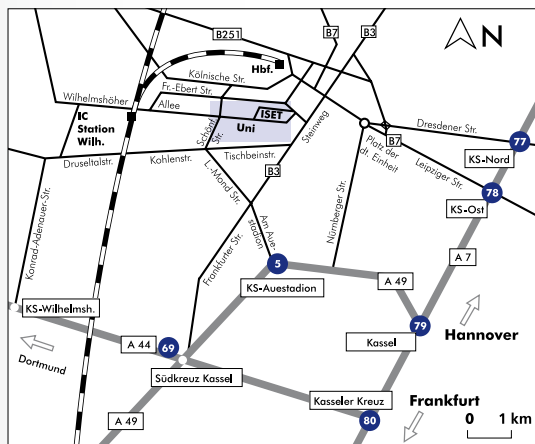 B251
B7
B3
N
Hbf.
Kölnische Str.
Fr.-Ebert Str.
Wilhelmshöher
Allee
ISET
Uni
Schönf.
Str.
Steinweg
IC
Station
Wilh.
Dresdener Str.
77
B7
KS-Nord
Platz der
dt. Einheit
Leipziger Str.
Druseltalstr.
Kohlenstr.
Tischbeinstr.
B3
78
KS-Ost
L.-Mond Str.
Konrad-Adenauer-Str.
Frankfurter Str.
Am Aue-
stadion
Nürnberger Str.
5
KS-Auestadion
A 7
A 49
KS-Wilhelmsh.
79
Kassel
Hannover
Dortmund
A 44
69
Südkreuz Kassel
Kasseler Kreuz
80
Frankfurt
A 49
0 1 km